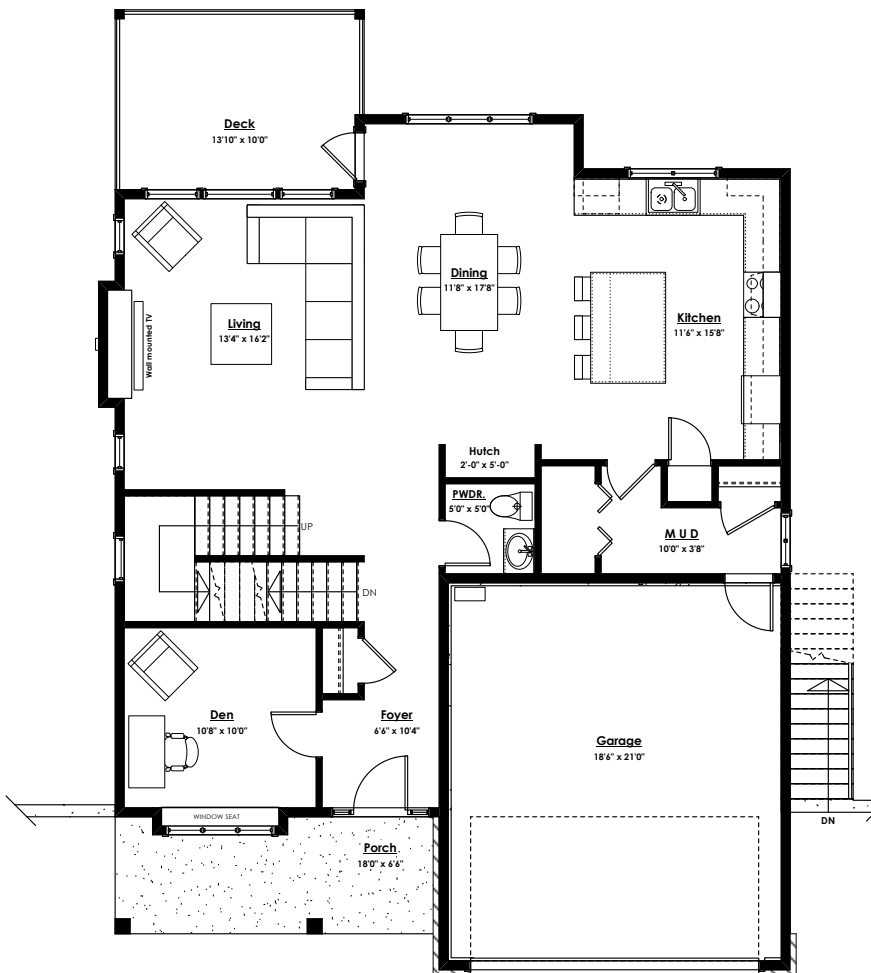 Deck
13'10" x 10'0"
Dining
11'8" x 17'8"
Living
13'4" x 16'2"
Wall mounted TV
Kitchen
11'6" x 15'8"
Hutch
2'-0" x 5'-0"
PWDR.
5'0" x 5'0"
UP
M U D
10'0" x 3'8"
DN
Den
10'8" x 10'0"
Foyer
6'6" x 10'4"
Garage
18'6" x 21'0"
WINDOW SEAT
DN
Porch
18'0" x 6'6"